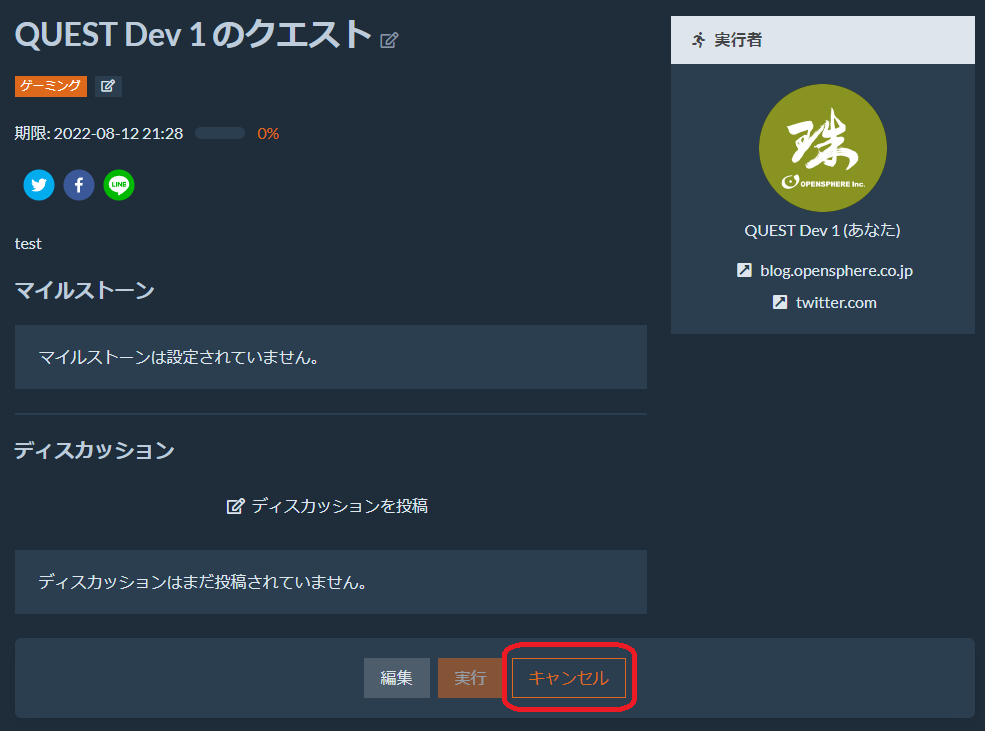 QUEST Dev 1 のクエスト
ゲーミング
期限: 2022-08-12 21:28 0%
LINE
test
マイルストーン
マイルストーンは設定されていません。
ディスカッション
ディスカッションを投稿
ディスカッションはまだ投稿されていません。
編集 実行 キャンセル
実行者
珠
OPENSPHERE Inc.
QUEST Dev 1 (あなた)
blog.opensphere.co.jp
twitter.com